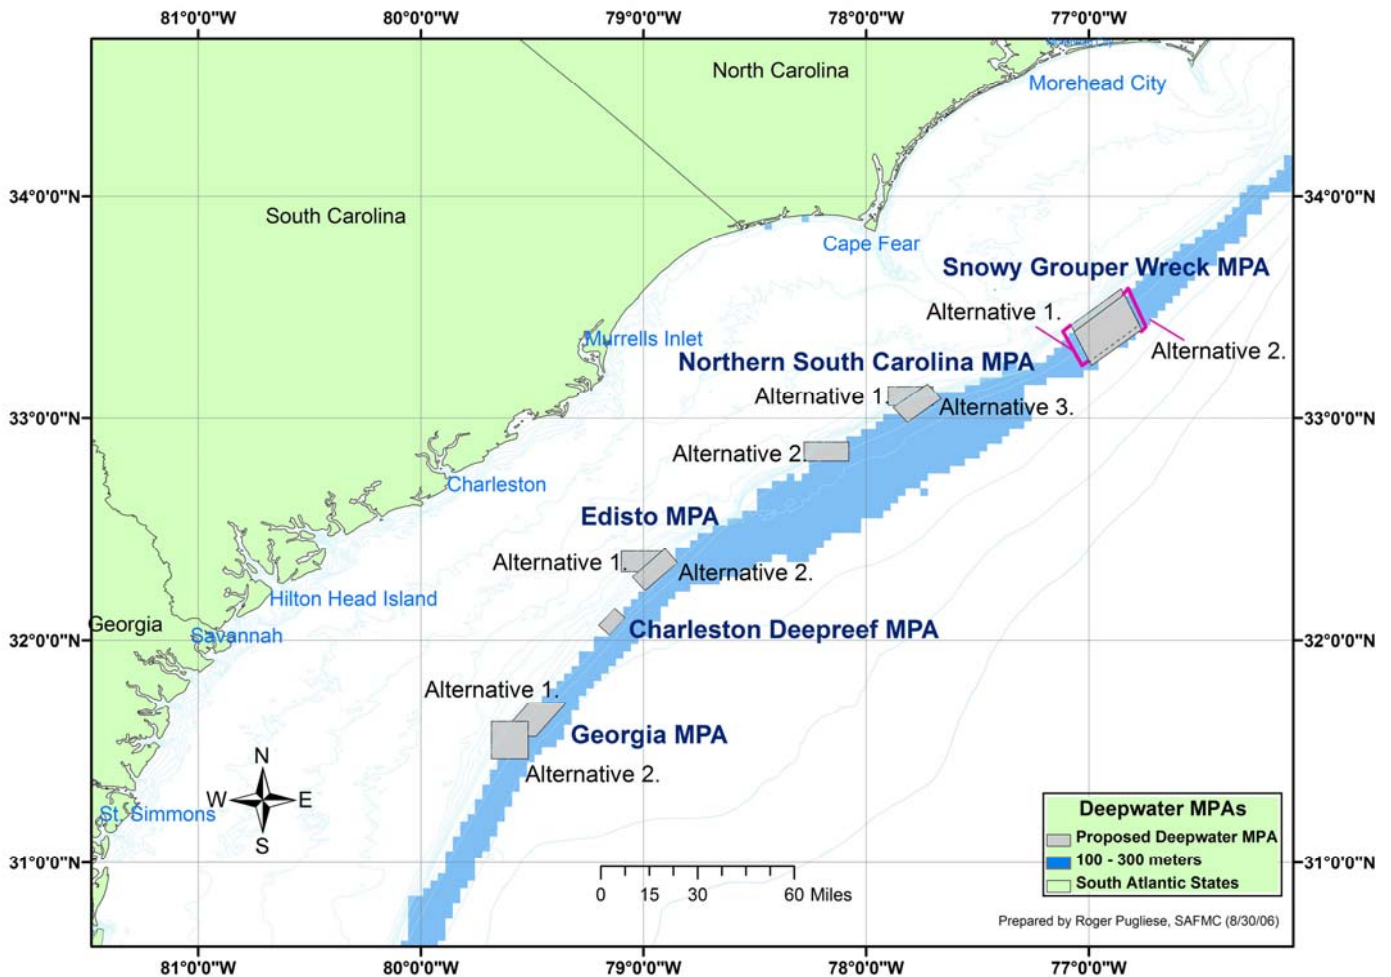 81°0'0"W 80°0'0"W 79°0'0"W 78°0'0"W 77°0'0"W
North Carolina
Morehead City
34°0'0"N 34°0'0"N
South Carolina
Cape Fear
Snowy Grouper Wreck MPA
Alternative 1.
Murrells Inlet
Alternative 2.
Northern South Carolina MPA
Alternative 1.
Alternative 3.
33°0'0"N 33°0'0"N
Alternative 2.
Charleston
Edisto MPA
Alternative 1.
Alternative 2.
Hilton Head Island
Georgia
Savannah
32°0'0"N 32°0'0"N
Charleston Deepreef MPA
Alternative 1.
Georgia MPA
Alternative 2.
N
W E
S
St. Simmons
Deepwater MPAs
Proposed Deepwater MPA
100 - 300 meters
South Atlantic States
31°0'0"N 31°0'0"N
0 15 30 60 Miles
Prepared by Roger Pugliese, SAFMC (8/30/06)
81°0'0"W 80°0'0"W 79°0'0"W 78°0'0"W 77°0'0"W